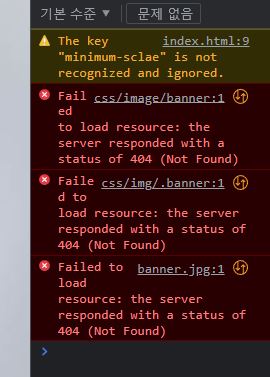 기본 수준 ▼ 문제 없음
The key index.html:9
"minimum-sclae" is not
recognized and ignored.
Fail css/image/banner:1
ed
to load resource: the
server responded with a
status of 404 (Not Found)
Faile css/img/.banner:1
d to
load resource: the server
responded with a status of
404 (Not Found)
Failed to banner.jpg:1
load
resource: the server
responded with a status of
404 (Not Found)